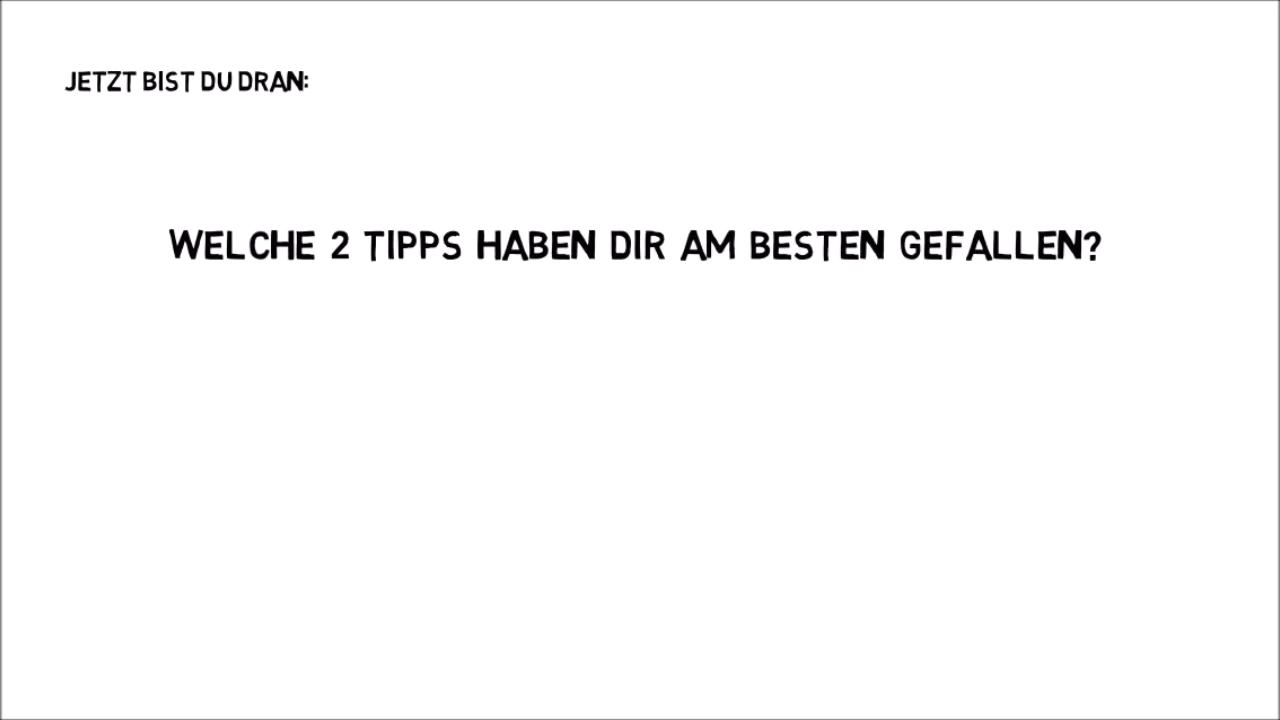 JETZT BIST DU DRAN:
WELCHE 2 TIPPS HABEN DIR AM BESTEN GEFALLEN?